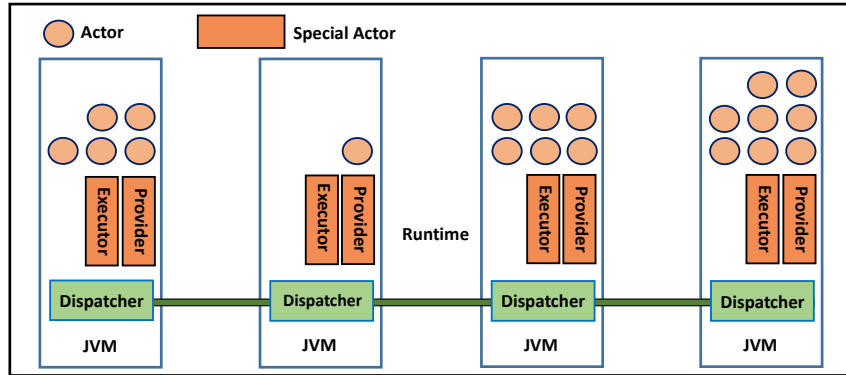 Actor
Special Actor
Executor
Provider
Executor
Provider
Executor
Provider
Executor
Provider
Runtime
Dispatcher
Dispatcher
Dispatcher
Dispatcher
JVM
JVM
JVM
JVM